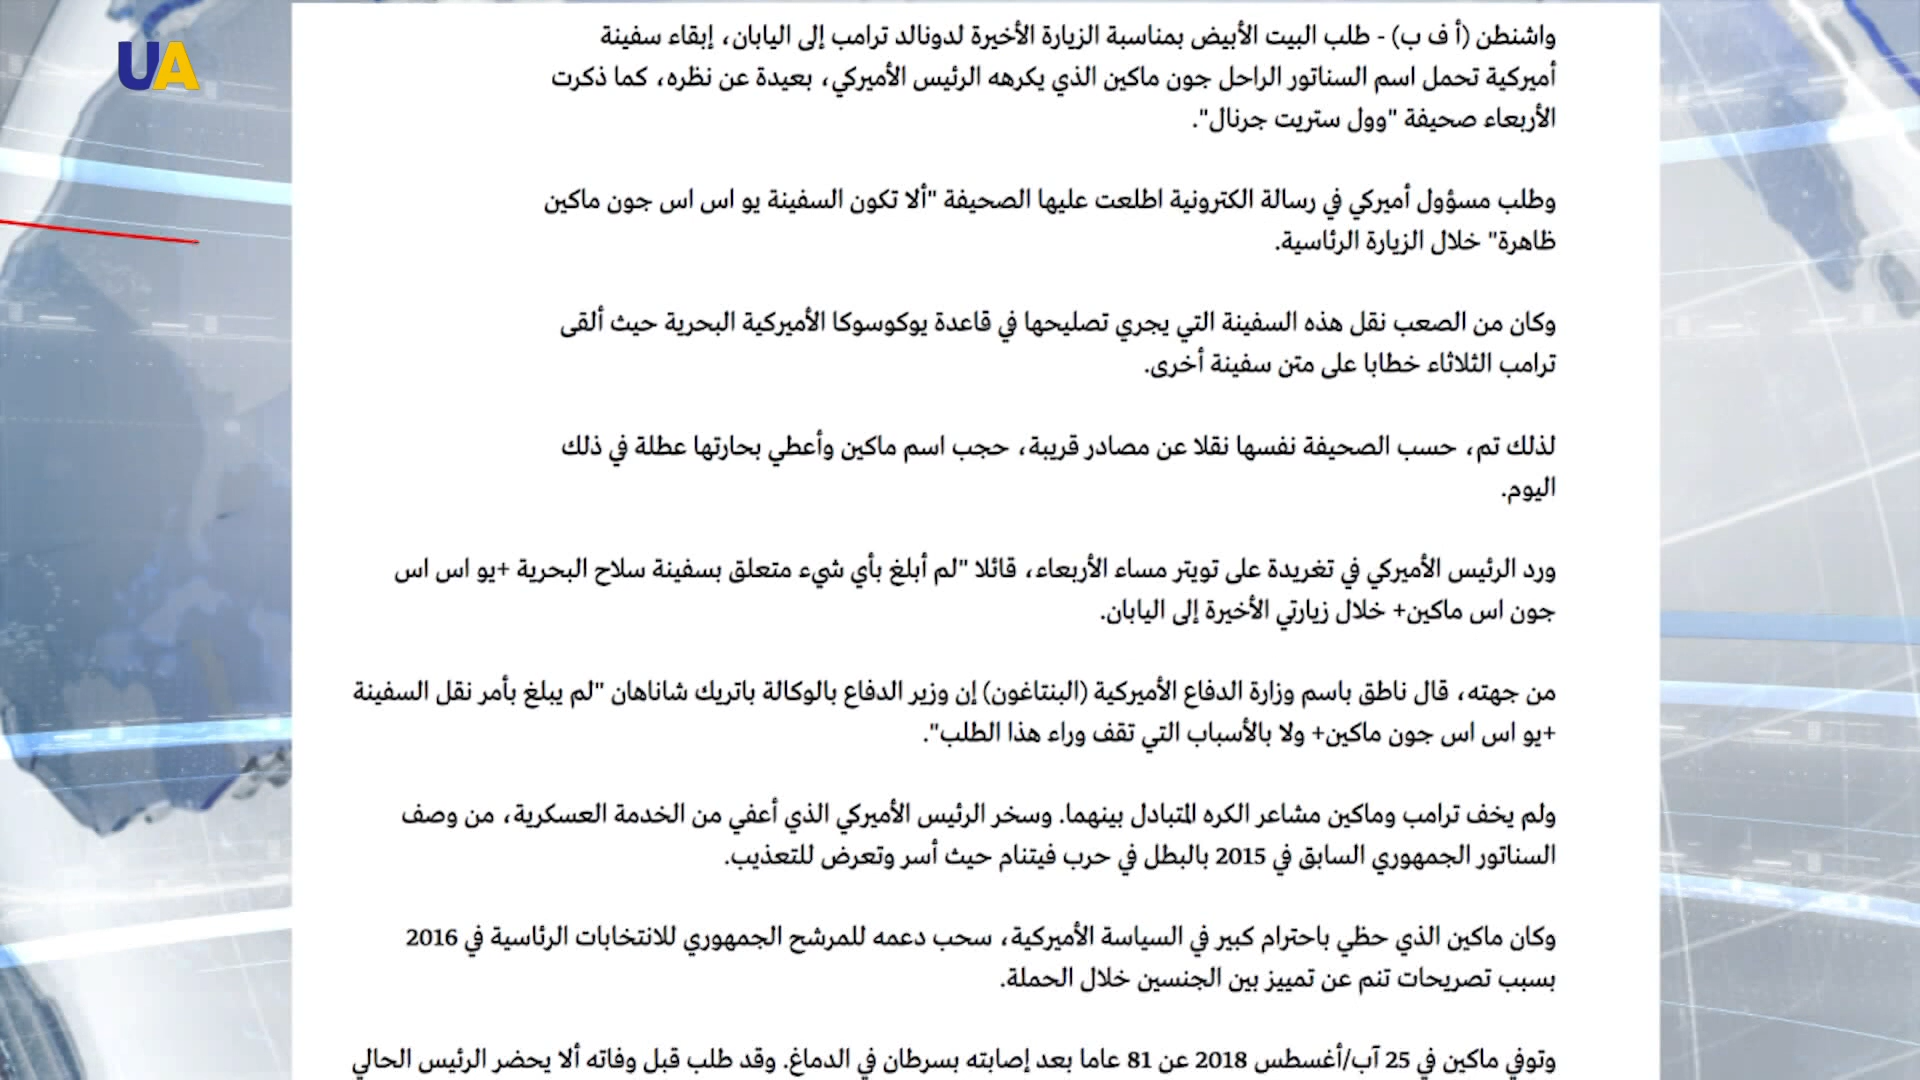 UA
واشنطن (أ ف ب) - طلب البيت الأبيض بمناسبة الزيارة الأخيرة لدونالد ترامب إلى اليابان، إبقاء سفينة
أميركية تحمل اسم السناتور الراحل جون ماكين الذي يكرهه الرئيس الأميركي، بعيدة عن نظره، كما ذكرت
الأربعاء صحيفة "وول ستريت جرنال".
وطلب مسؤول أميركي في رسالة الكترونية اطلعت عليها الصحيفة "ألا تكون السفينة يو اس اس جون ماكين
ظاهرة" خلال الزيارة الرئاسية.
وكان من الصعب نقل هذه السفينة التي يجري تصليحها في قاعدة يوكوسوكا الأميركية البحرية حيث ألقى
ترامب الثلاثاء خطابا على متن سفينة أخرى.
لذلك تم، حسب الصحيفة نفسها نقلا عن مصادر قريبة، حجب اسم ماكين وأعطي بحارتها عطلة في ذلك
اليوم.
ورد الرئيس الأميركي في تغريدة على تويتر مساء الأربعاء، قائلا "لم أبلغ بأي شيء متعلق بسفينة سلاح البحرية +يو اس اس
جون اس ماكين+ خلال زيارتي الأخيرة إلى اليابان.
من جهته، قال ناطق باسم وزارة الدفاع الأميركية (البنتاغون) إن وزير الدفاع بالوكالة باتريك شاناهان "لم يبلغ بأمر نقل السفينة
+يو اس اس جون ماكين+ ولا بالأسباب التي تقف وراء هذا الطلب".
ولم يخف ترامب وماكين مشاعر الكره المتبادل بينهما. وسخر الرئيس الأميركي الذي أعفي من الخدمة العسكرية، من وصف
السناتور الجمهوري السابق في 2015 بالبطل في حرب فيتنام حيث أسر وتعرض للتعذيب.
وكان ماكين الذي حظي باحترام كبير في السياسة الأميركية، سحب دعمه للمرشح الجمهوري للانتخابات الرئاسية في 2016
بسبب تصريحات تنم عن تمييز بين الجنسين خلال الحملة.
وتوفي ماكين في 25 آب/أغسطس 2018 عن 81 عاما بعد إصابته بسرطان في الدماغ. وقد طلب قبل وفاته ألا يحضر الرئيس الحالي